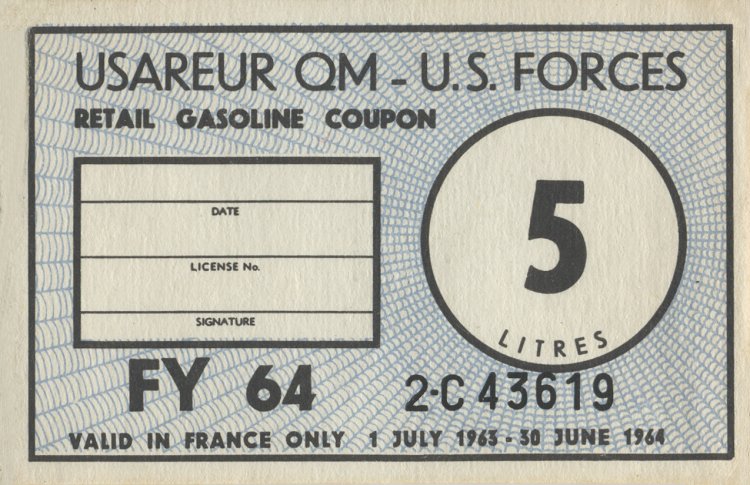 USAREUR QM - U.S. FORCES
RETAIL GASOLINE COUPON
DATE
LICENSE No.
SIGNATURE
5
LITRES
FY 64
2-C 43619
VALID IN FRANCE ONLY 1 JULY 1963 - 30 JUNE 1964